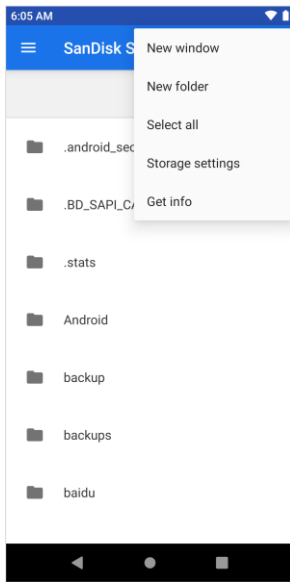 6:05 AM
SanDisk S
New window
New folder
Select all
Storage settings
Get info
.android_sec
.BD_SAPI_CA
.stats
Android
backup
backups
baidu